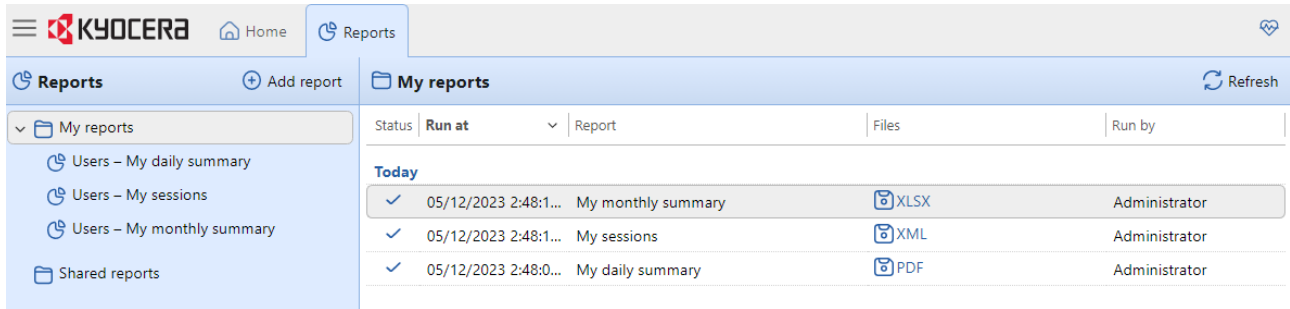 KYOCERA Home Reports
Reports Add report My reports Refresh
My reports
Users – My daily summary
Users – My sessions
Users – My monthly summary
Shared reports
Status Run at Report Files Run by
Today
05/12/2023 2:48:1... My monthly summary XLSX Administrator
05/12/2023 2:48:1... My sessions XML Administrator
05/12/2023 2:48:0... My daily summary PDF Administrator